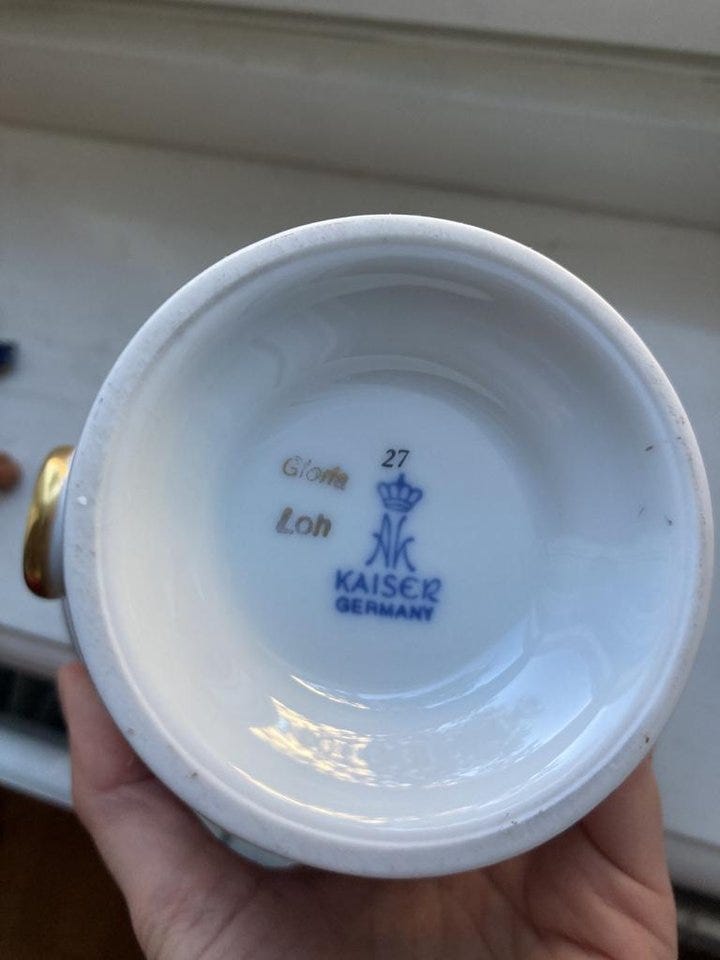 27
Gloria
Loh
AK
KAISER
GERMANY